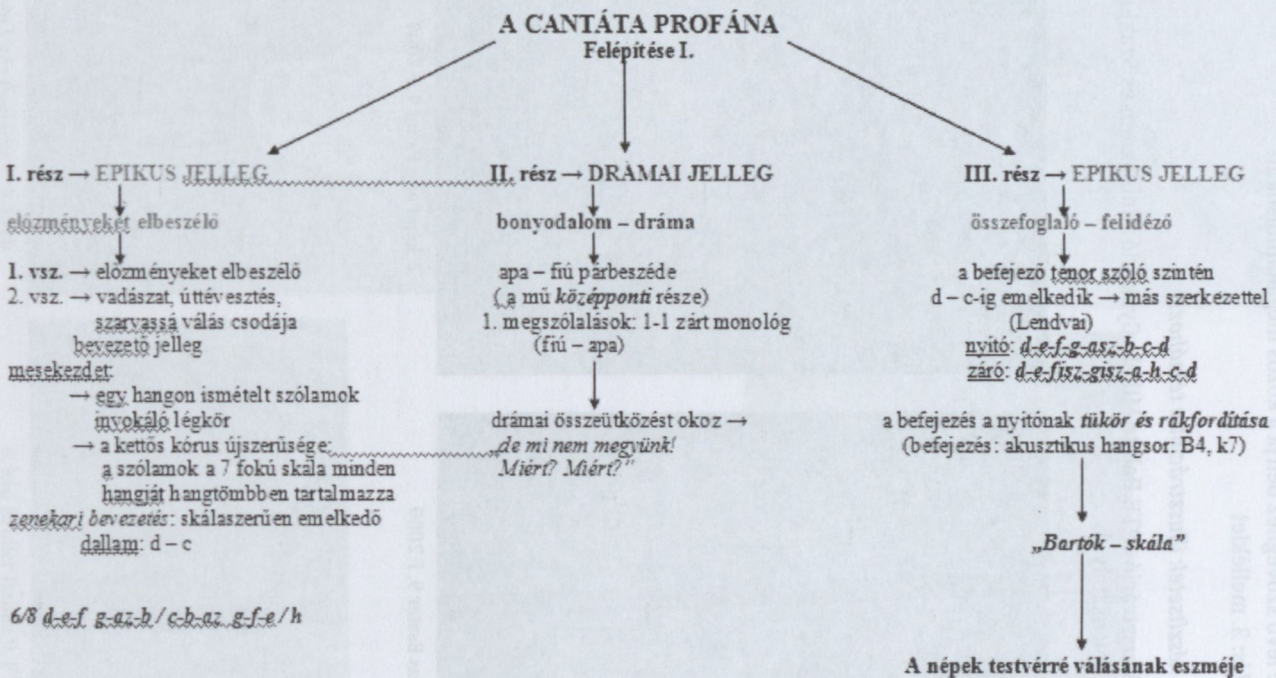 A CANTÁTA PROFÁNA
Felépítése I.
I. rész → EPIKUS JELLEG
előzményeket elbeszélő
1. vsz. → előzményeket elbeszélő
2. vsz. → vadászat, úttévesztés,
szarvassá válás csodája
bevezető jelleg
mesekezdet:
→ egy hangon ismételt szólamok
invokáló légkör
→ a kettős kórus újszerűsége:
a szólamok a 7 fokú skála minden
hangját hangtömbben tartalmazza
zenekari bevezetés: skálaszerűen emelkedő
dallam: d – c
6/8 d-e-f g-az-b / c-b-az g-f-e / h
II. rész → DRÁMAI JELLEG
bonyodalom – dráma
apa – fiú párbeszéde
( a mű középponti része)
1. megszólalások: 1-1 zárt monológ
(fiú – apa)
drámai összeütközést okoz →
„de mi nem megyünk!
Miért? Miért?”
III. rész → EPIKUS JELLEG
összefoglaló – felidéző
a befejező tenor szóló szintén
d – c-ig emelkedik → más szerkezettel
(Lendvai)
nyitó: d-e-f-g-asz-b-c-d
záró: d-e-fisz-gisz-a-h-c-d
a befejezés a nyitónak tükör és rákfordítása
(befejezés: akusztikus hangsor: B4, k7)
„Bartók – skála”
A népek testvérré válásának eszméje